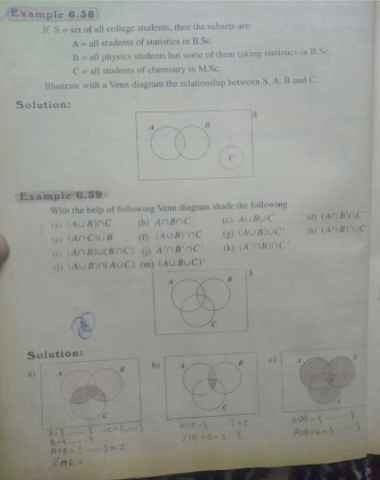 Example 6.38
If S = set of all college students, then the subsets are:
A = all students of statistics in B.Sc.
B = all physics students but some of them taking statistics in B.Sc.
C = all students of chemistry in M.Sc.
Illustrate with a Venn diagram the relationship between S, A, B and C.
Solution:
S
A B
C
Example 6.39
With the help of following Venn diagram shade the following.
(a) (A∪B)∩C (b) A∩B∩C (c) A∪B∪C (d) (A∩B)∩C'
(e) (A∩C)∪B (f) (A∪B)'∩C (g) (A∪B)∪C' (h) (A∩B)'∪C
(i) (A∩B)∪(B∩C) (j) A'∩B'∩C' (k) (A'∩B)∩C'
(l) (A∪B)∩(A∪C) (m) (A∪B∪C)'
S
A B
C
Solution:
a) A B C
b) A B C
c) A B C
A = { ------ } C = { ---- }
B = { ---- }
A∪B = { ---- } = Z
Z∩C =
A∩B = { ---- } = Z
Z∩C = { }
A∪B = { ------ }
A∪B∪C = { ---- }